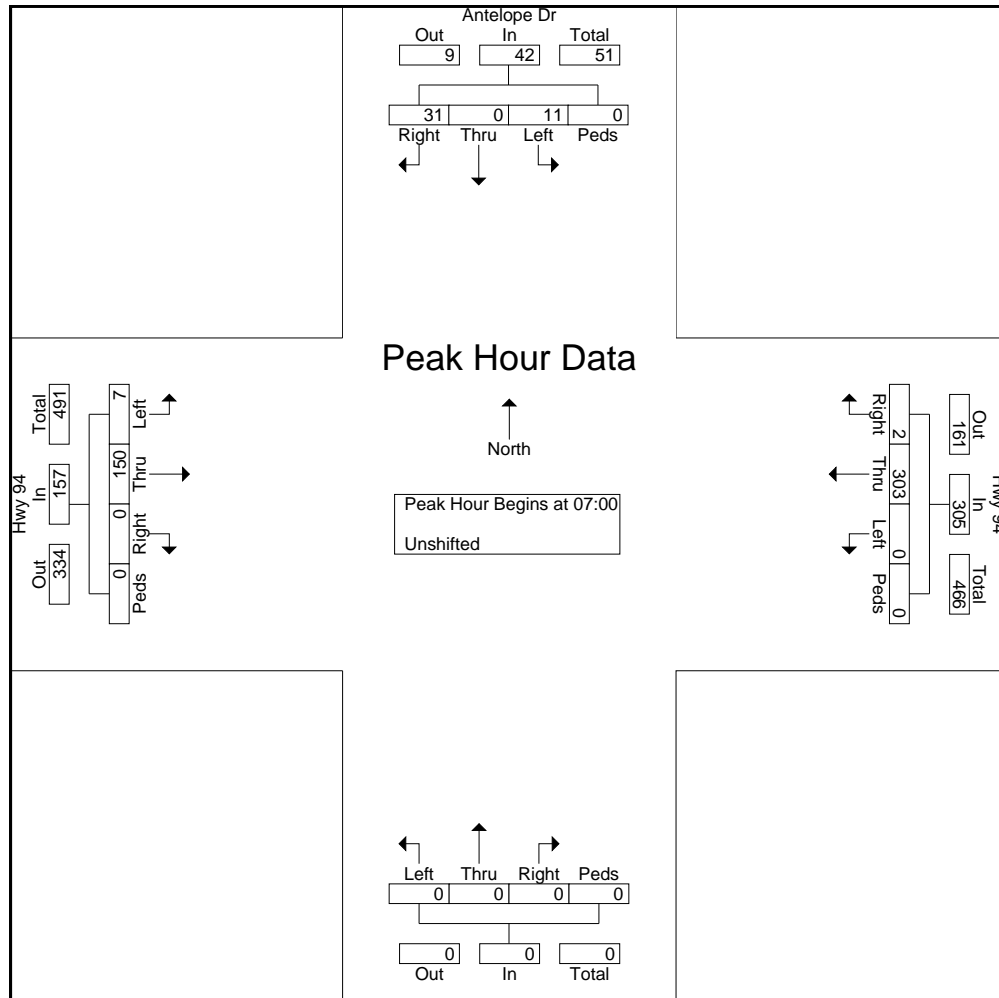 Antelope Dr
Out In Total
9 42 51
31 0 11 0
Right Thru Left Peds
Peak Hour Data
North
Peak Hour Begins at 07:00
Unshifted
Hwy 94
Total In Out
491 157 334
7 150 0 0
Left Thru Right Peds
Right Thru Left Peds
2 303 0 0
Out In Total
161 305 466
Hwy 94
Left Thru Right Peds
0 0 0 0
0 0 0
Out In Total